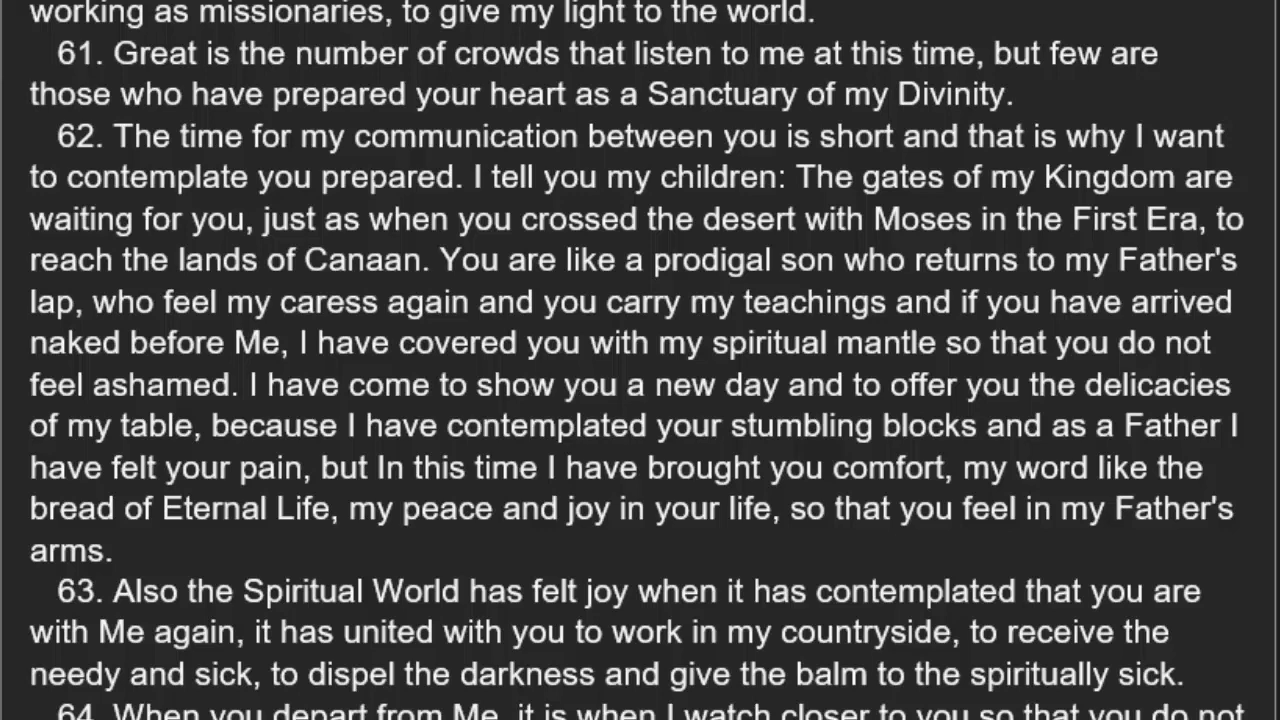 working as missionaries, to give my light to the world.
61. Great is the number of crowds that listen to me at this time, but few are
those who have prepared your heart as a Sanctuary of my Divinity.
62. The time for my communication between you is short and that is why I want
to contemplate you prepared. I tell you my children: The gates of my Kingdom are
waiting for you, just as when you crossed the desert with Moses in the First Era, to
reach the lands of Canaan. You are like a prodigal son who returns to my Father's
lap, who feel my caress again and you carry my teachings and if you have arrived
naked before Me, I have covered you with my spiritual mantle so that you do not
feel ashamed. I have come to show you a new day and to offer you the delicacies
of my table, because I have contemplated your stumbling blocks and as a Father I
have felt your pain, but In this time I have brought you comfort, my word like the
bread of Eternal Life, my peace and joy in your life, so that you feel in my Father's
arms.
63. Also the Spiritual World has felt joy when it has contemplated that you are
with Me again, it has united with you to work in my countryside, to receive the
needy and sick, to dispel the darkness and give the balm to the spiritually sick.
64. When you depart from Me, it is when I watch closer to you so that you do not